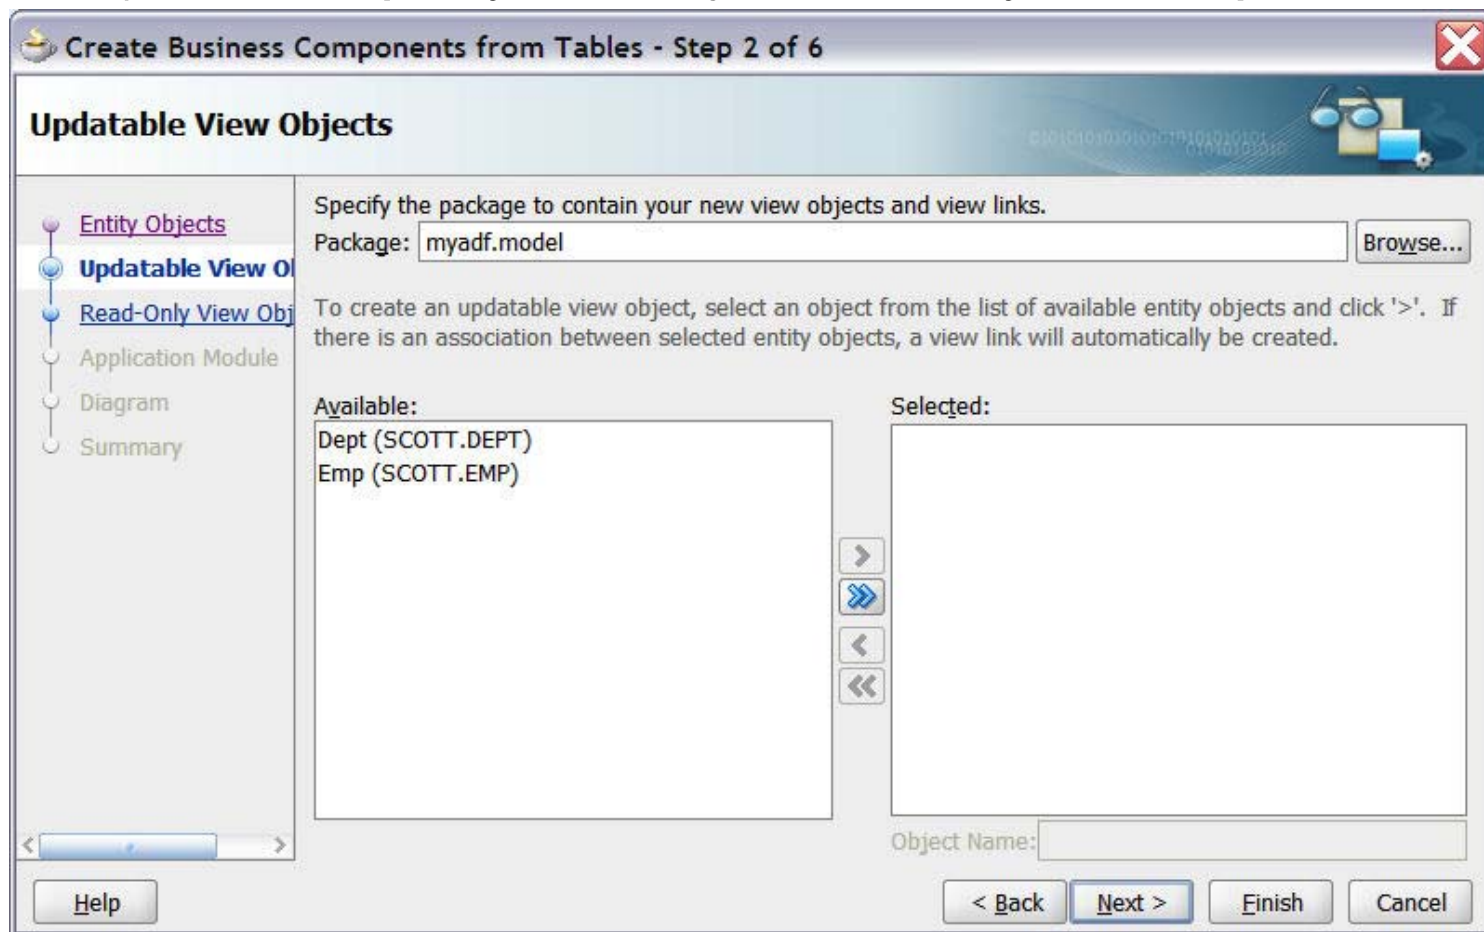 Create Business Components from Tables - Step 2 of 6
Updatable View Objects
Entity Objects
Updatable View Ol
Read-Only View Obj
Application Module
Diagram
Summary
Specify the package to contain your new view objects and view links.
Package: myadf.model
Browse...
To create an updatable view object, select an object from the list of available entity objects and click '>'. If
there is an association between selected entity objects, a view link will automatically be created.
Available:
Dept (SCOTT.DEPT)
Emp (SCOTT.EMP)
Selected:
Object Name:
Help
< Back
Next >
Finish
Cancel